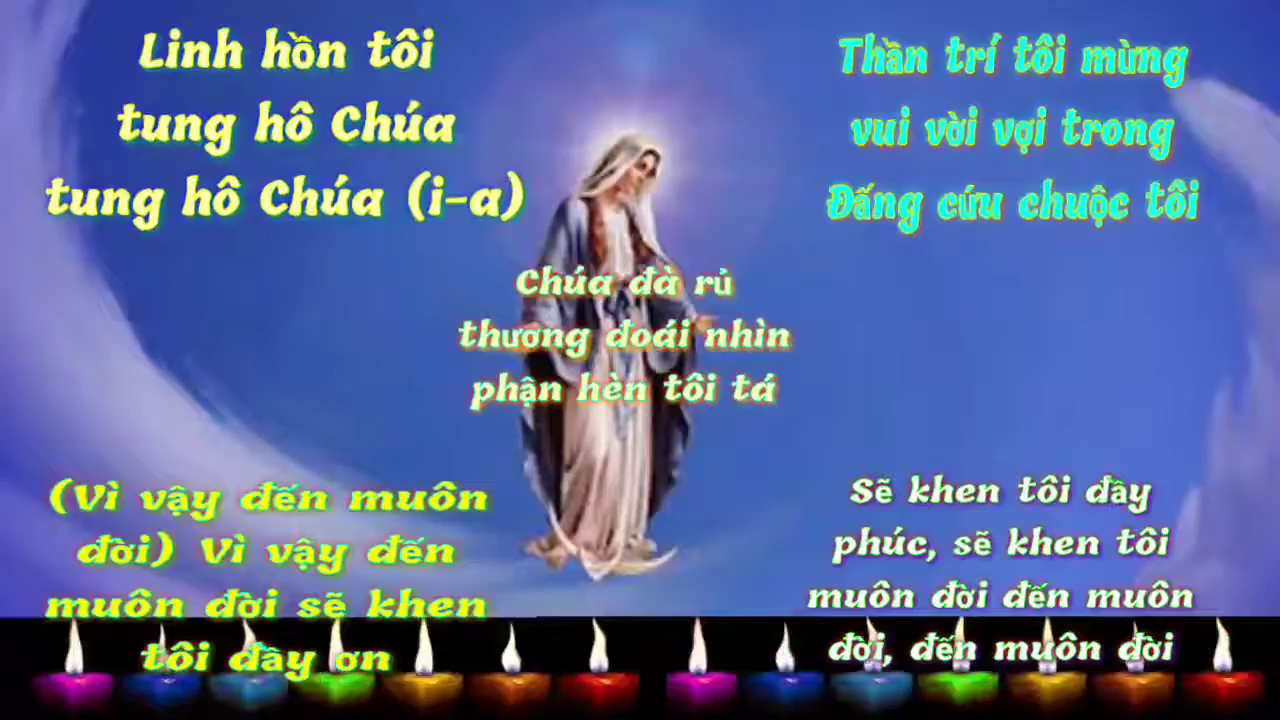 Linh hồn tôi
tung hô Chúa
tung hô Chúa (i-a)
Thần trí tôi mừng
vui vời vợi trong
Đấng cứu chuộc tôi
Chúa đà rủ
thương đoái nhìn
phận hèn tôi tá
(Vì vậy đến muôn
đời) Vì vậy đến
muôn đời sẽ khen
tôi đầy ơn
Sẽ khen tôi đầy
phúc, sẽ khen tôi
muôn đời đến muôn
đời, đến muôn đời